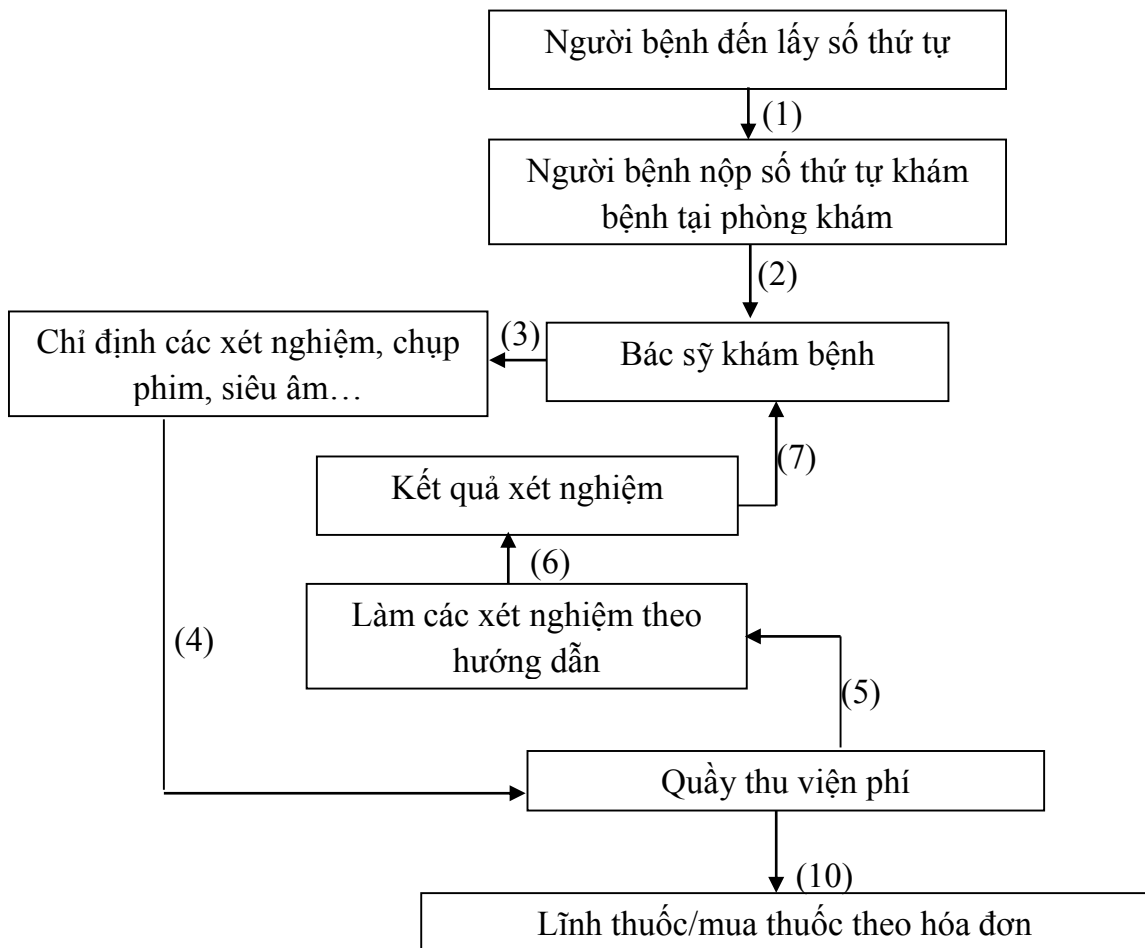 Người bệnh đến lấy số thứ tự
(1)
Người bệnh nộp số thứ tự khám
bệnh tại phòng khám
(2)
Chỉ định các xét nghiệm, chụp
phim, siêu âm…
(3)
Bác sỹ khám bệnh
(7)
Kết quả xét nghiệm
(6)
Làm các xét nghiệm theo
hướng dẫn
(4)
(5)
Quầy thu viện phí
(10)
Lĩnh thuốc/mua thuốc theo hóa đơn